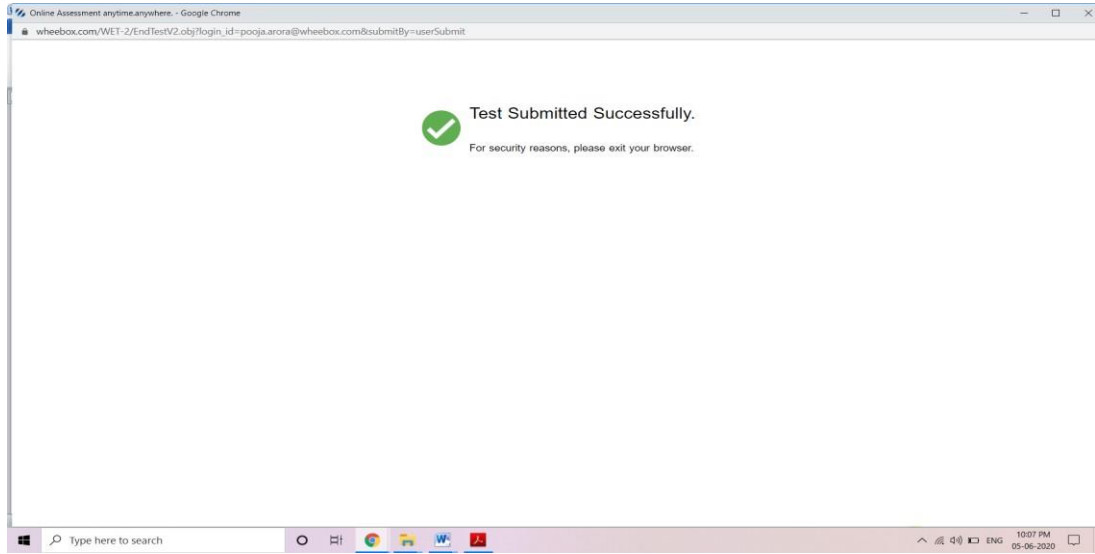 Online Assessment anytime.anywhere. - Google Chrome
wheebox.com/WET-2/EndTestV2.obj?login_id=pooja.arora@wheebox.com&submitBy=userSubmit
Test Submitted Successfully.
For security reasons, please exit your browser.
Type here to search
ENG
10:07 PM
05-06-2020